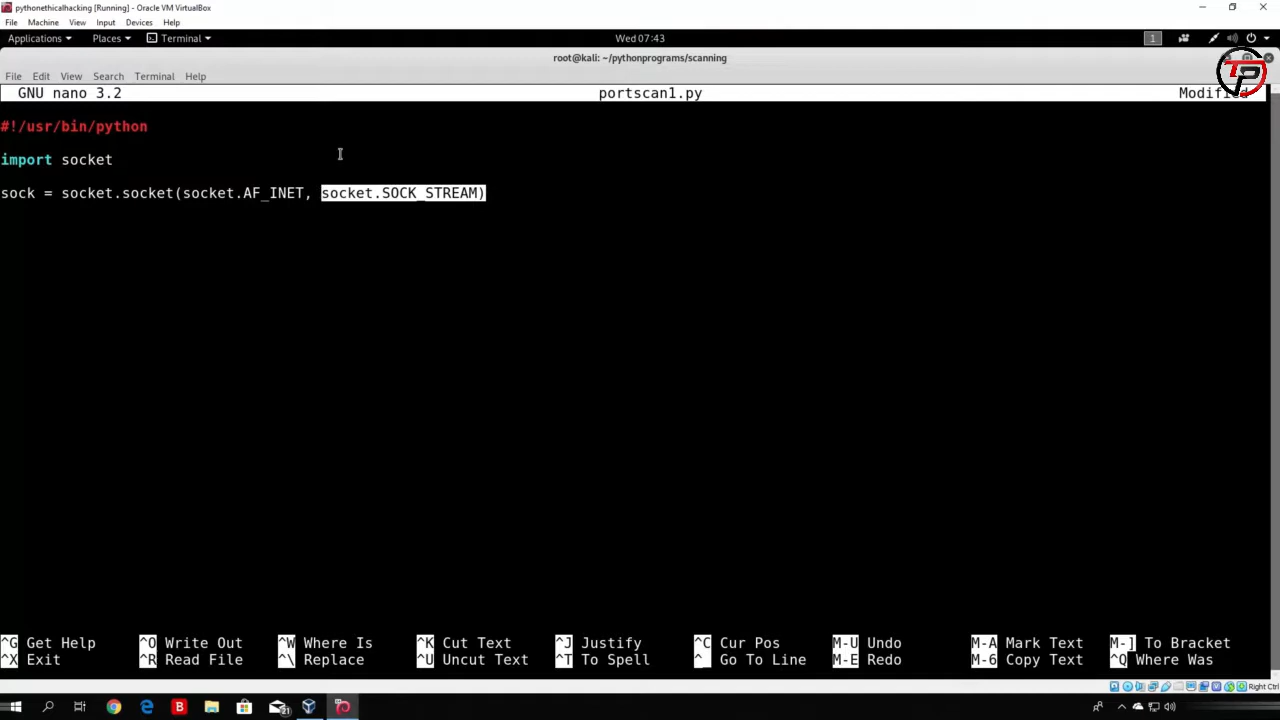 pythonethicalhacking [Running] - Oracle VM VirtualBox
File Machine View Input Devices Help
Applications Places Terminal Wed 07:43 1
root@kali: ~/pythonprograms/scanning
File Edit View Search Terminal Help
GNU nano 3.2 portscan1.py Modified
TP
#!/usr/bin/python
import socket
sock = socket.socket(socket.AF_INET, socket.SOCK_STREAM)
^G Get Help ^O Write Out ^W Where Is ^K Cut Text ^J Justify ^C Cur Pos M-U Undo M-A Mark Text M-] To Bracket
^X Exit ^R Read File ^\ Replace ^U Uncut Text ^T To Spell ^_ Go To Line M-E Redo M-6 Copy Text ^Q Where Was
Right Ctrl
B